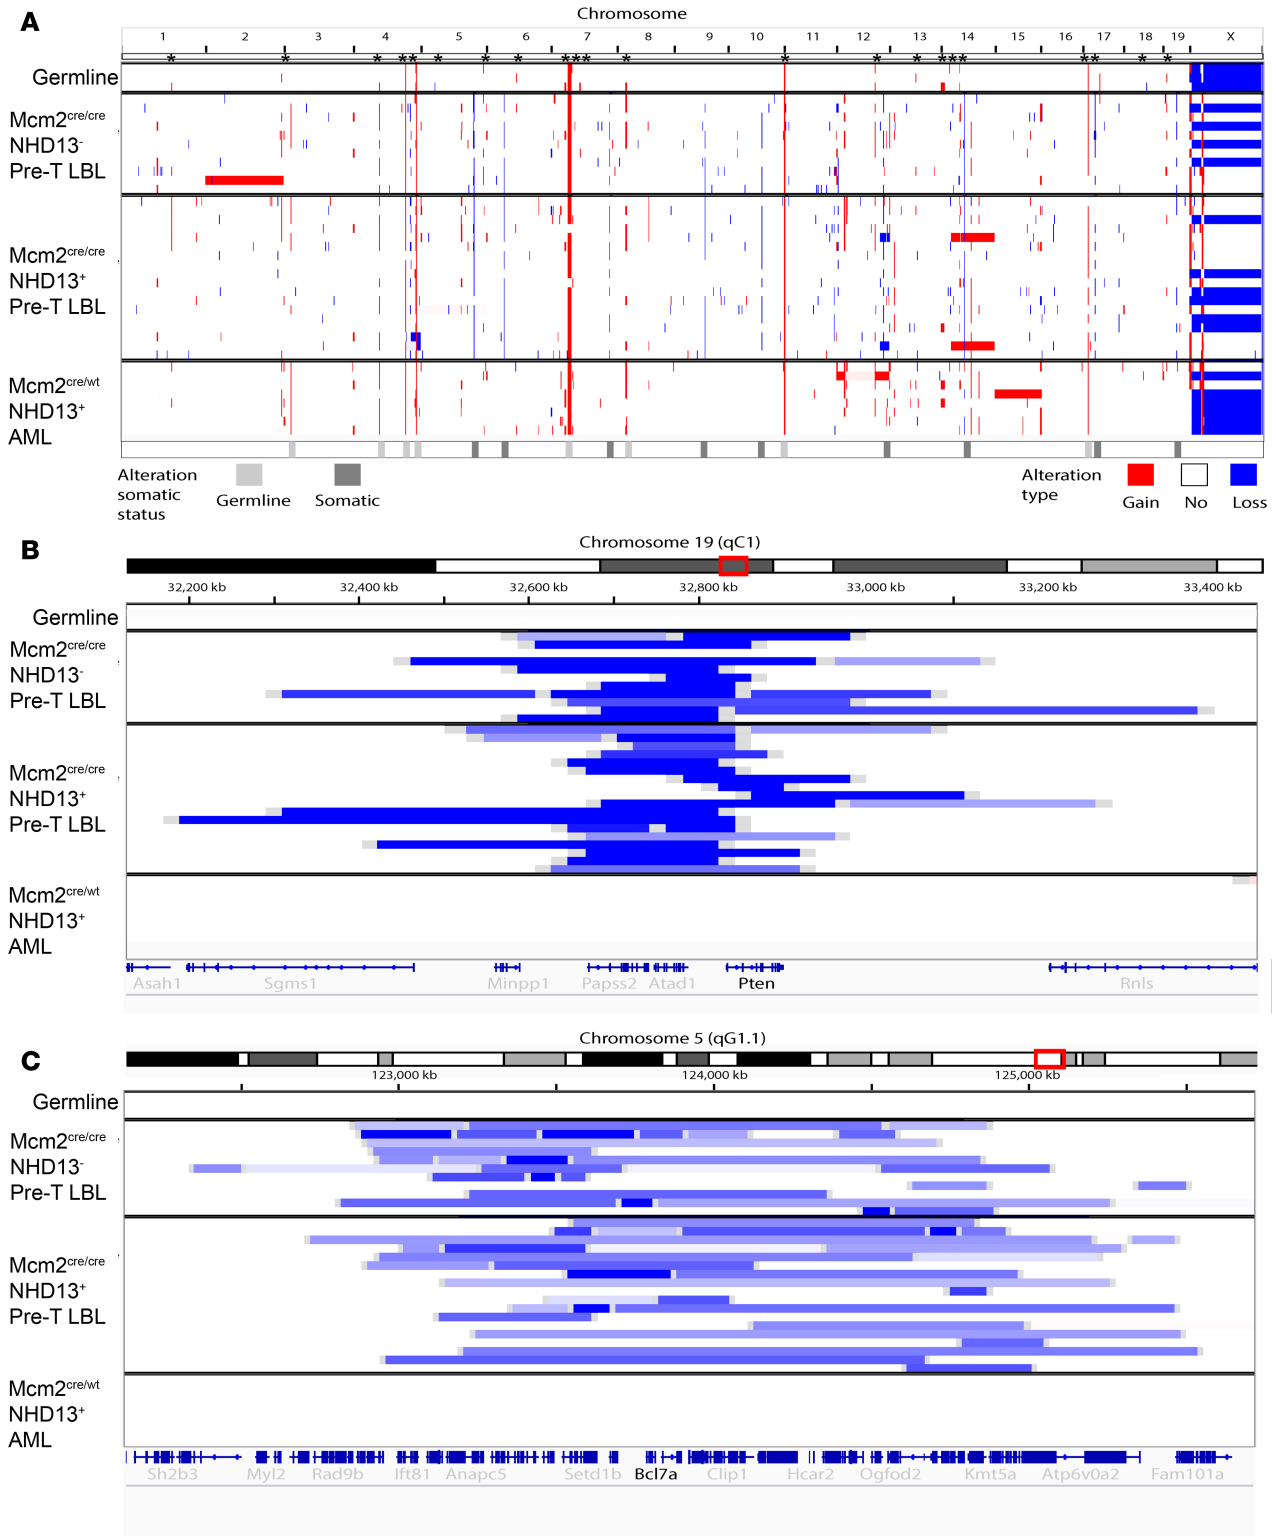 A
Chromosome
1 2 3 4 5 6 7 8 9 10 11 12 13 14 15 16 17 18 19 X
* * * ** * * * *** * * * * *** ** * *
Germline
Mcm2cre/cre
NHD13-
Pre-T LBL
Mcm2cre/cre
NHD13+
Pre-T LBL
Mcm2cre/wt
NHD13+
AML
Alteration
somatic
status
Germline
Somatic
Alteration
type
Gain
No
Loss
B
Chromosome 19 (qC1)
32,200 kb 32,400 kb 32,600 kb 32,800 kb 33,000 kb 33,200 kb 33,400 kb
Germline
Mcm2cre/cre
NHD13-
Pre-T LBL
Mcm2cre/cre
NHD13+
Pre-T LBL
Mcm2cre/wt
NHD13+
AML
Asah1 Sgms1 Minpp1 Papss2 Atad1 Pten Rnls
C
Chromosome 5 (qG1.1)
123,000 kb 124,000 kb 125,000 kb
Germline
Mcm2cre/cre
NHD13-
Pre-T LBL
Mcm2cre/cre
NHD13+
Pre-T LBL
Mcm2cre/wt
NHD13+
AML
Sh2b3 Myl2 Rad9b Ift81 Anapc5 Setd1b Bcl7a Clip1 Hcar2 Ogfod2 Kmt5a Atp6v0a2 Fam101a